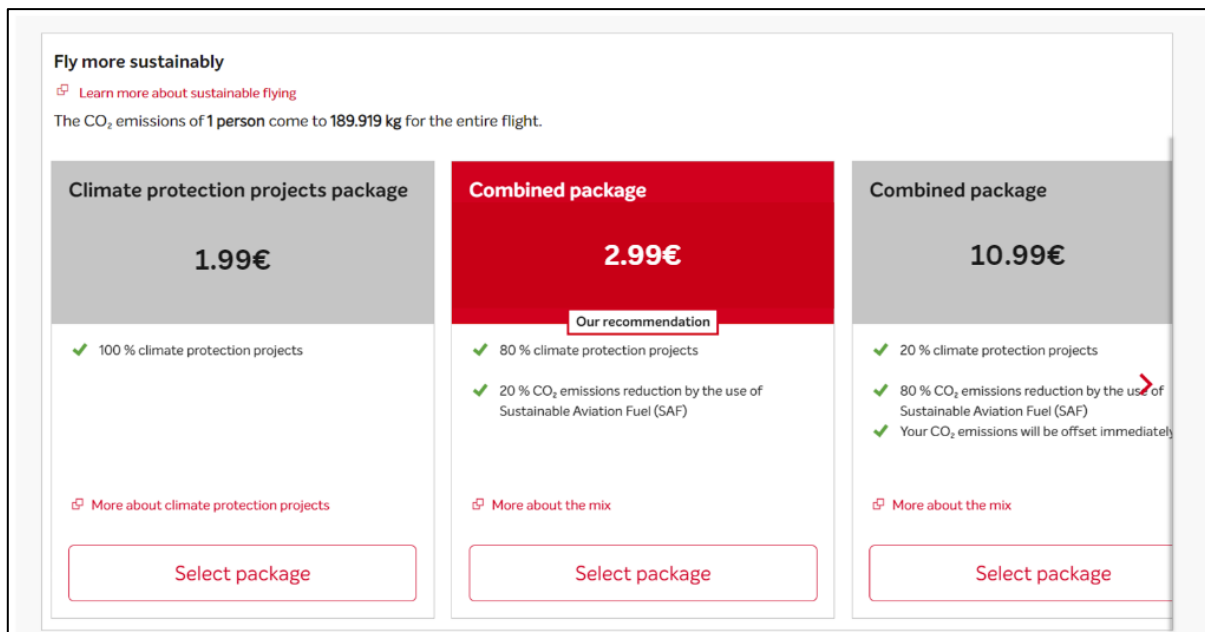 Fly more sustainably
Learn more about sustainable flying
The CO₂ emissions of 1 person come to 189.919 kg for the entire flight.
Climate protection projects package
1.99€
100 % climate protection projects
More about climate protection projects
Select package
Combined package
2.99€
Our recommendation
80 % climate protection projects
20 % CO₂ emissions reduction by the use of
Sustainable Aviation Fuel (SAF)
More about the mix
Select package
Combined package
10.99€
20 % climate protection projects
80 % CO₂ emissions reduction by the use of
Sustainable Aviation Fuel (SAF)
Your CO₂ emissions will be offset immediately
More about the mix
Select package